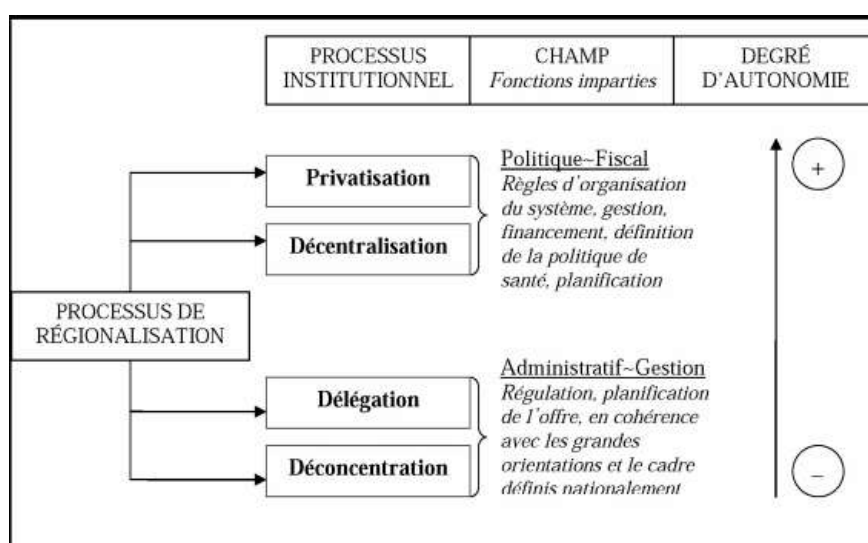 PROCESSUS
INSTITUTIONNEL
CHAMP
Fonctions imparties
DEGRÉ
D'AUTONOMIE
Privatisation
Décentralisation
Politique~Fiscal
Règles d'organisation
du système, gestion,
financement, définition
de la politique de
santé, planification
+
PROCESSUS DE
RÉGIONALISATION
Délégation
Déconcentration
Administratif~Gestion
Régulation, planification
de l'offre, en cohérence
avec les grandes
orientations et le cadre
définis nationalement
–